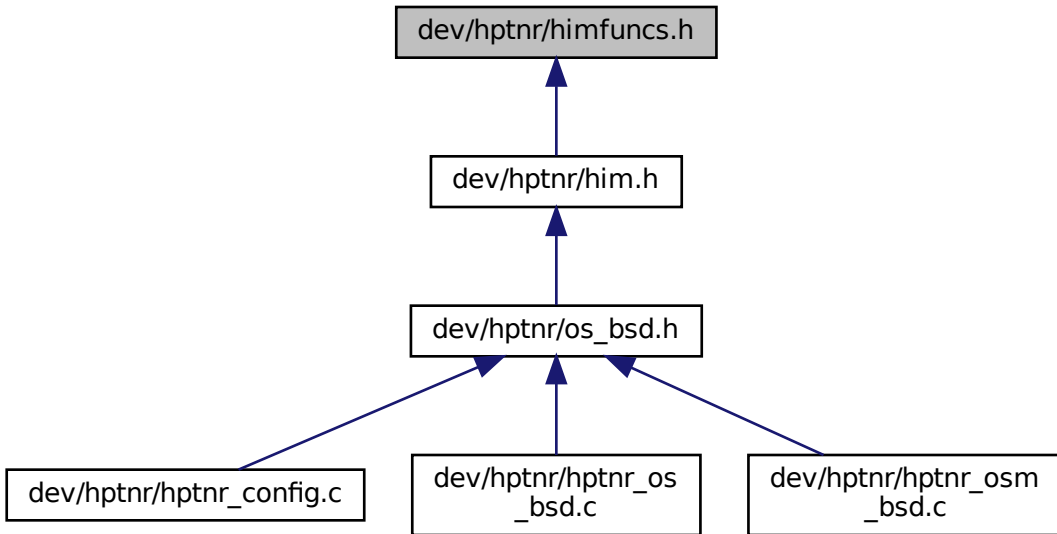 dev/hptnr/himfuncs.h
dev/hptnr/him.h
dev/hptnr/os_bsd.h
dev/hptnr/hptnr_config.c
dev/hptnr/hptnr_os
_bsd.c
dev/hptnr/hptnr_osm
_bsd.c